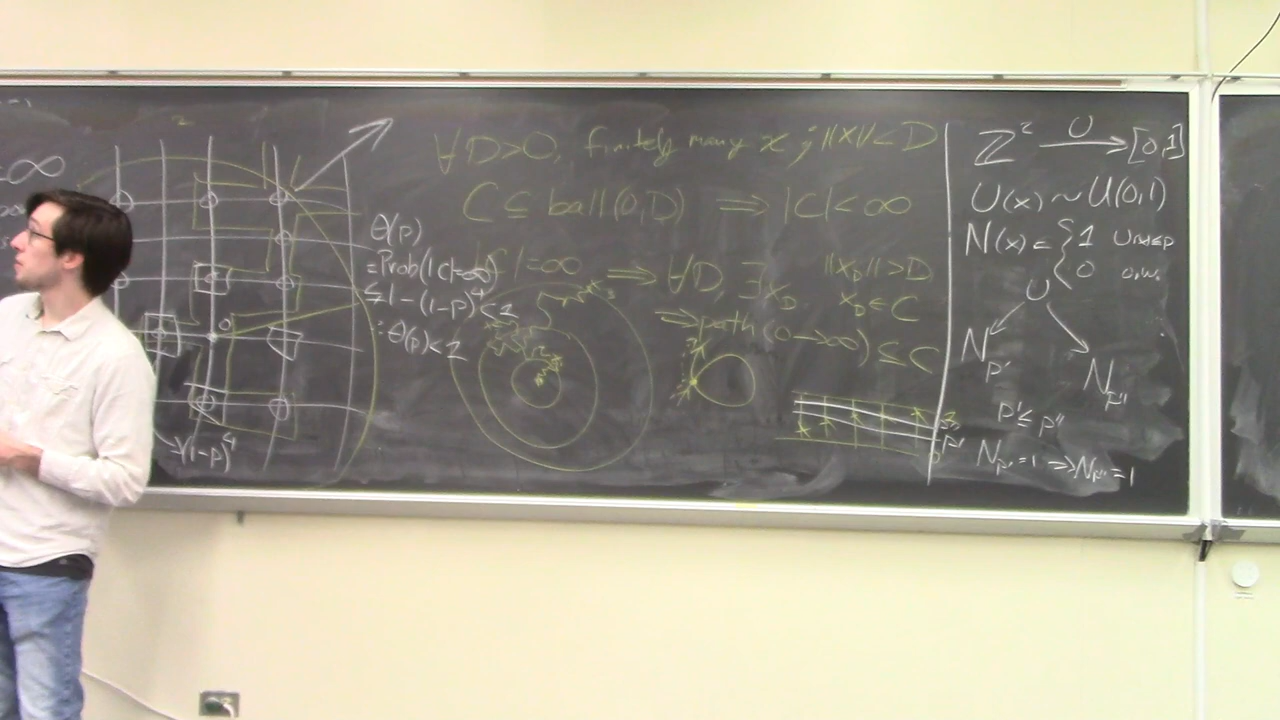 =∞
θ(p)
=Prob(|C|=∞)
≤1-(1-p)⁴<1
∴θ(p)<1
(1-p)⁴
∀D>0, finitely many x; ||x||<D
C ⊆ ball(0,D) ⟹ |C|<∞
|C|=∞ ⟹ ∀D, ∃x_D ||x_D||>D
x_D ∈ C
⟹path(0→∞) ⊆ C
ℤ² U→ [0,1]
U(x)~U(0,1)
N(x)= { 1 U(x)≤p
0 o.w.
U
N_p' N_p''
p'≤p''
N_p'=1 ⟹ N_p''=1